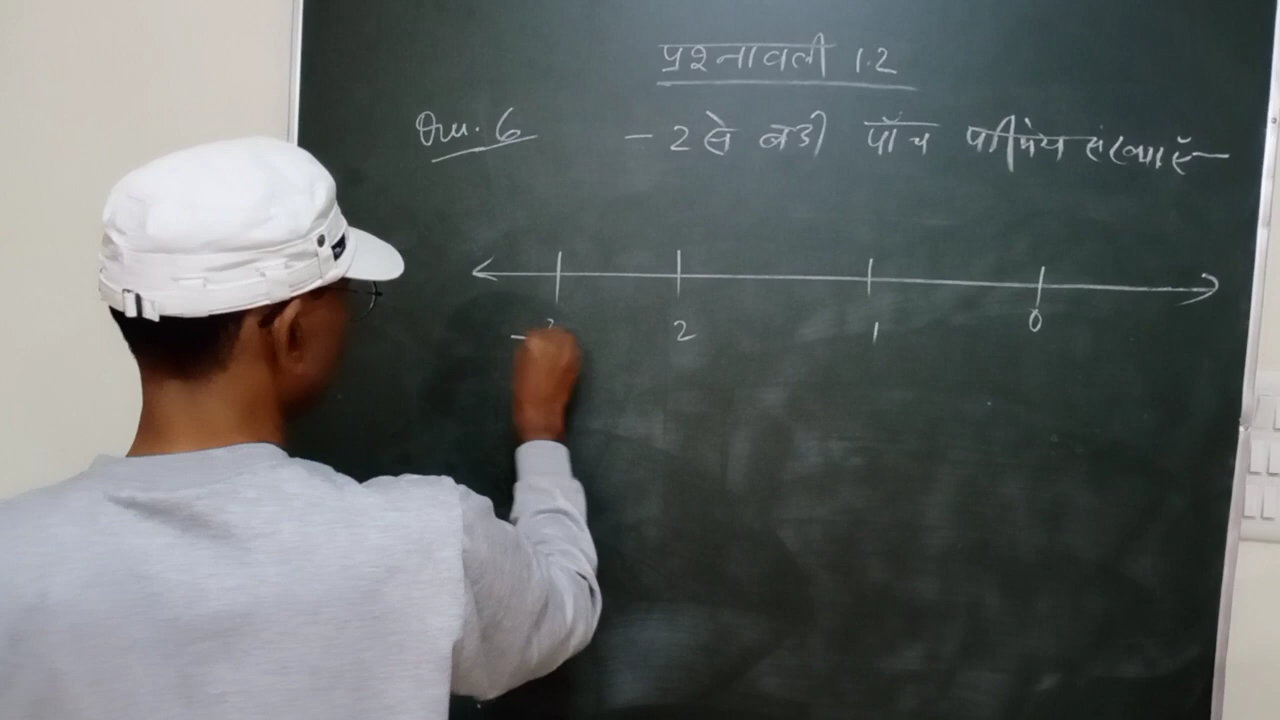 प्रश्नावली 1.2
Qu. 6 - 2 से बडी पाँच परिमेय संख्याएँ -
- 2 1 0